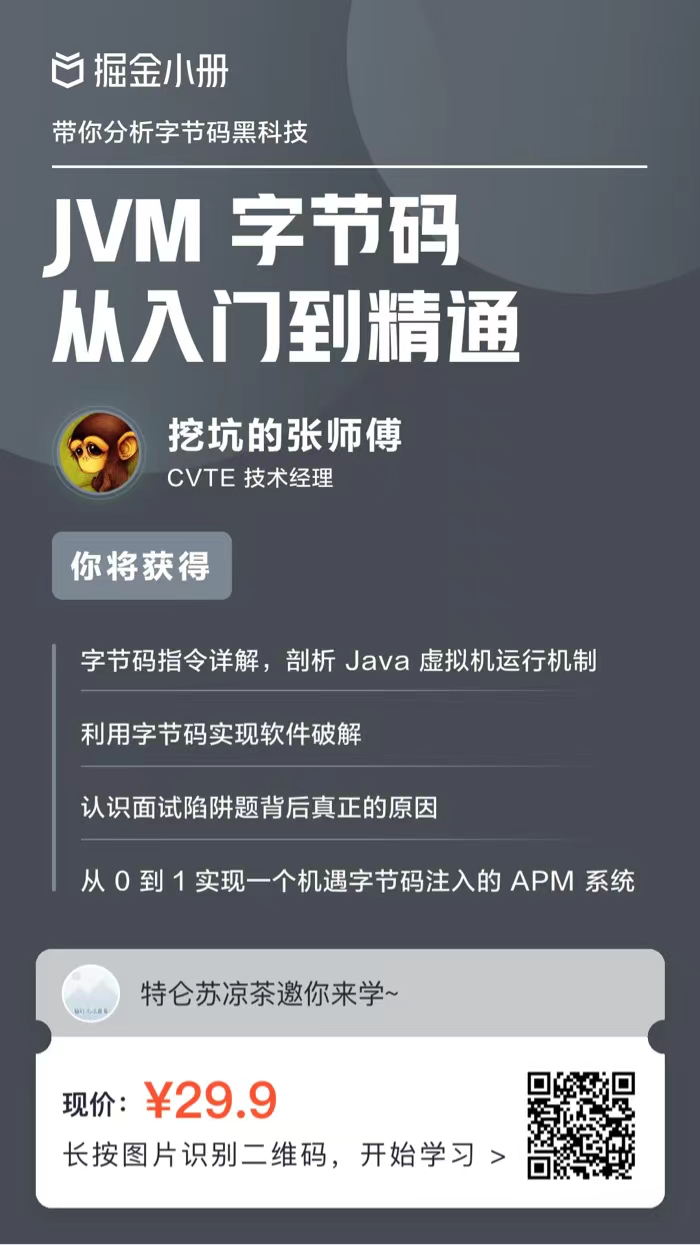 掘金小册
带你分析字节码黑科技
JVM 字节码
从入门到精通
挖坑的张师傅
CVTE 技术经理
你将获得
字节码指令详解，剖析 Java 虚拟机运行机制
利用字节码实现软件破解
认识面试陷阱题背后真正的原因
从 0 到 1 实现一个机遇字节码注入的 APM 系统
特仑苏凉茶邀你来学~
现价：¥29.9
长按图片识别二维码，开始学习 >